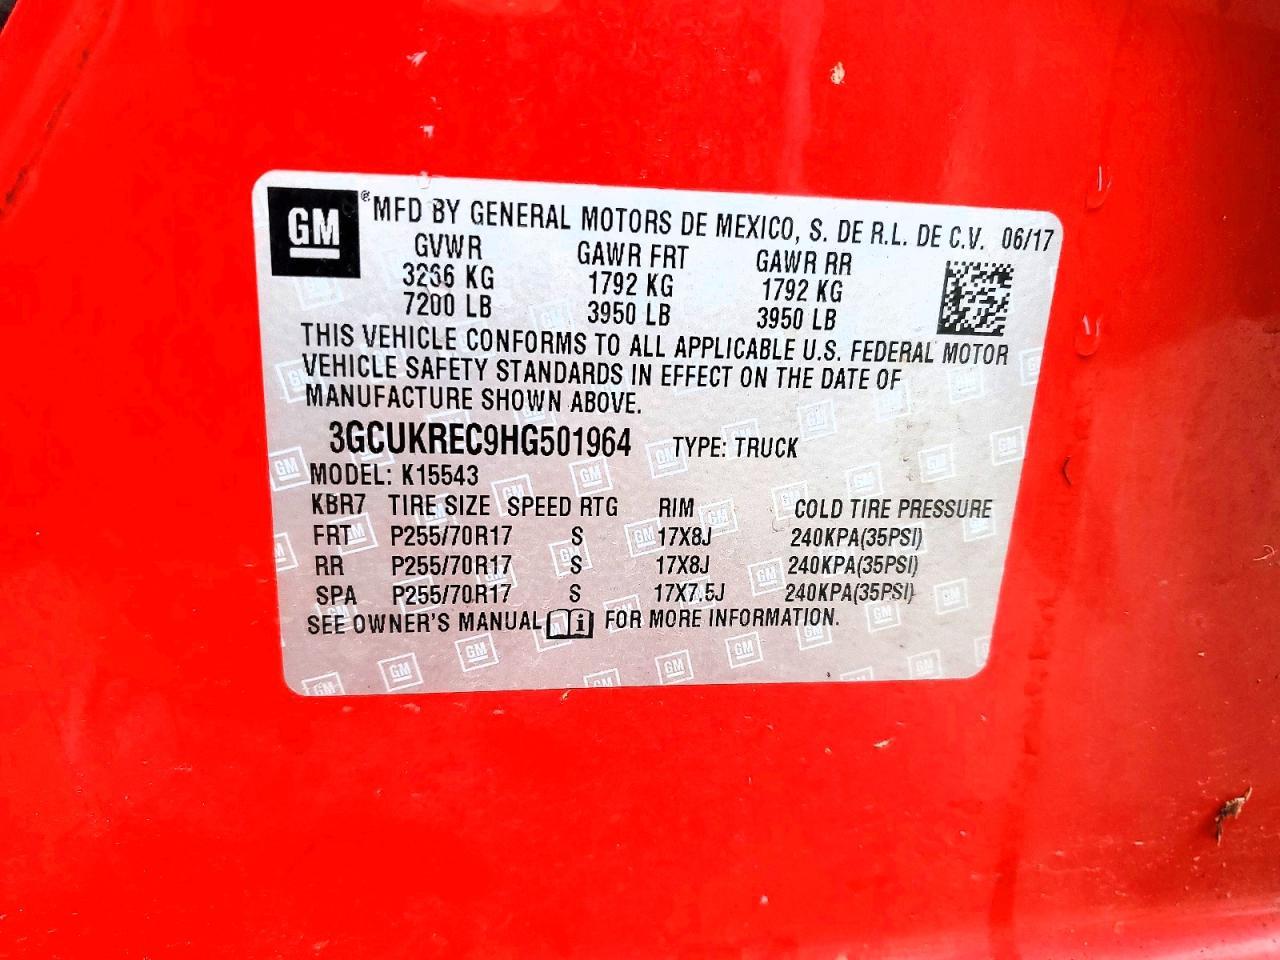 GM ® MFD BY GENERAL MOTORS DE MEXICO, S. DE R.L. DE C.V. 06/17
GVWR GAWR FRT GAWR RR
3266 KG 1792 KG 1792 KG
7200 LB 3950 LB 3950 LB
THIS VEHICLE CONFORMS TO ALL APPLICABLE U.S. FEDERAL MOTOR
VEHICLE SAFETY STANDARDS IN EFFECT ON THE DATE OF
MANUFACTURE SHOWN ABOVE.
3GCUKREC9HG501964 TYPE: TRUCK
MODEL: K15543
KBR7 TIRE SIZE SPEED RTG RIM COLD TIRE PRESSURE
FRT P255/70R17 S 17X8J 240KPA(35PSI)
RR P255/70R17 S 17X8J 240KPA(35PSI)
SPA P255/70R17 S 17X7.5J 240KPA(35PSI)
SEE OWNER'S MANUAL i FOR MORE INFORMATION.